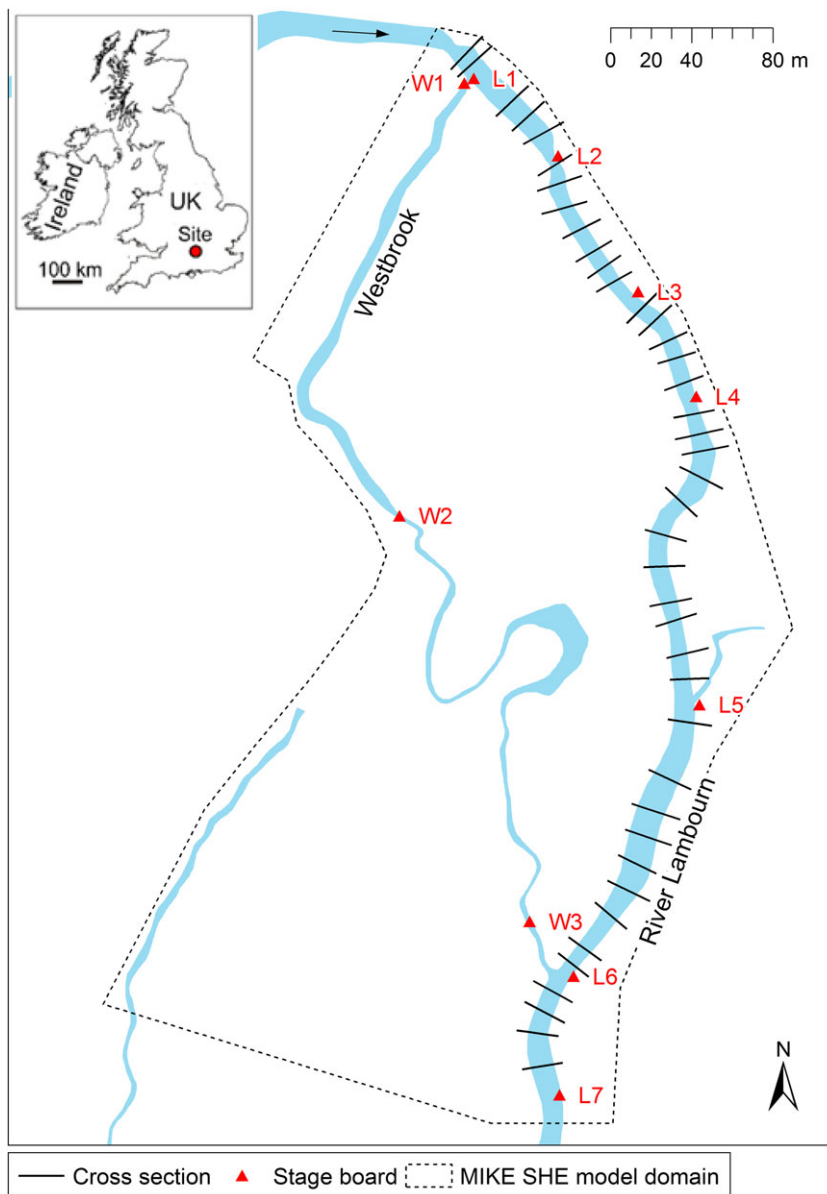 0 20 40 80 m
W1
L1
L2
Westbrook
L3
L4
W2
L5
River Lambourn
W3
L6
L7
N
Ireland
UK
Site
100 km
Cross section
Stage board
MIKE SHE model domain